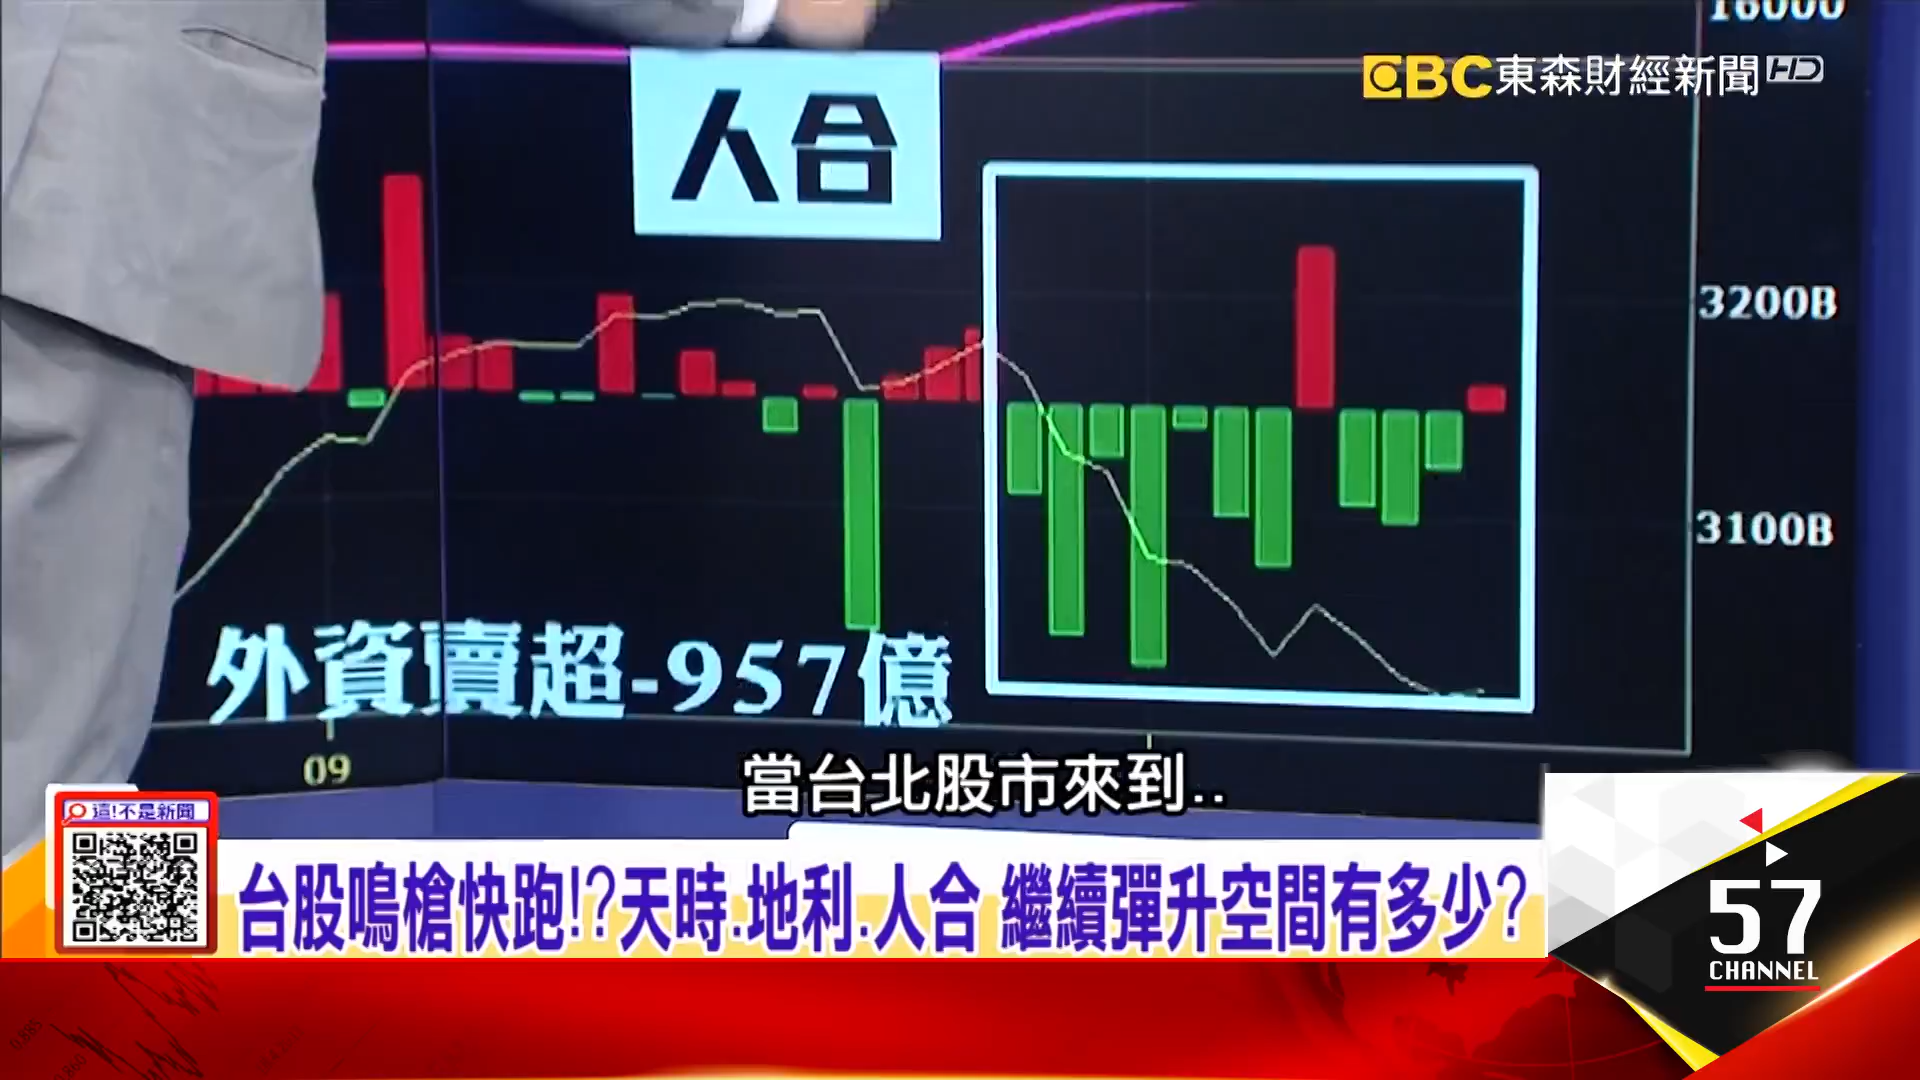 16000
EBC東森財經新聞HD
人合
3200B
3100B
外資賣超-957億
09
當台北股市來到..
這!不是新聞
台股鳴槍快跑!?天時.地利.人合 繼續彈升空間有多少?
57
CHANNEL